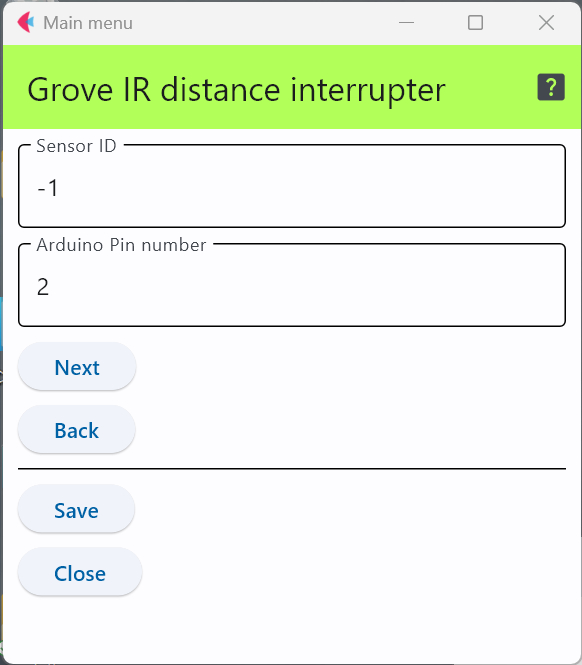 Main menu
Grove IR distance interrupter
?
Sensor ID
-1
Arduino Pin number
2
Next
Back
Save
Close